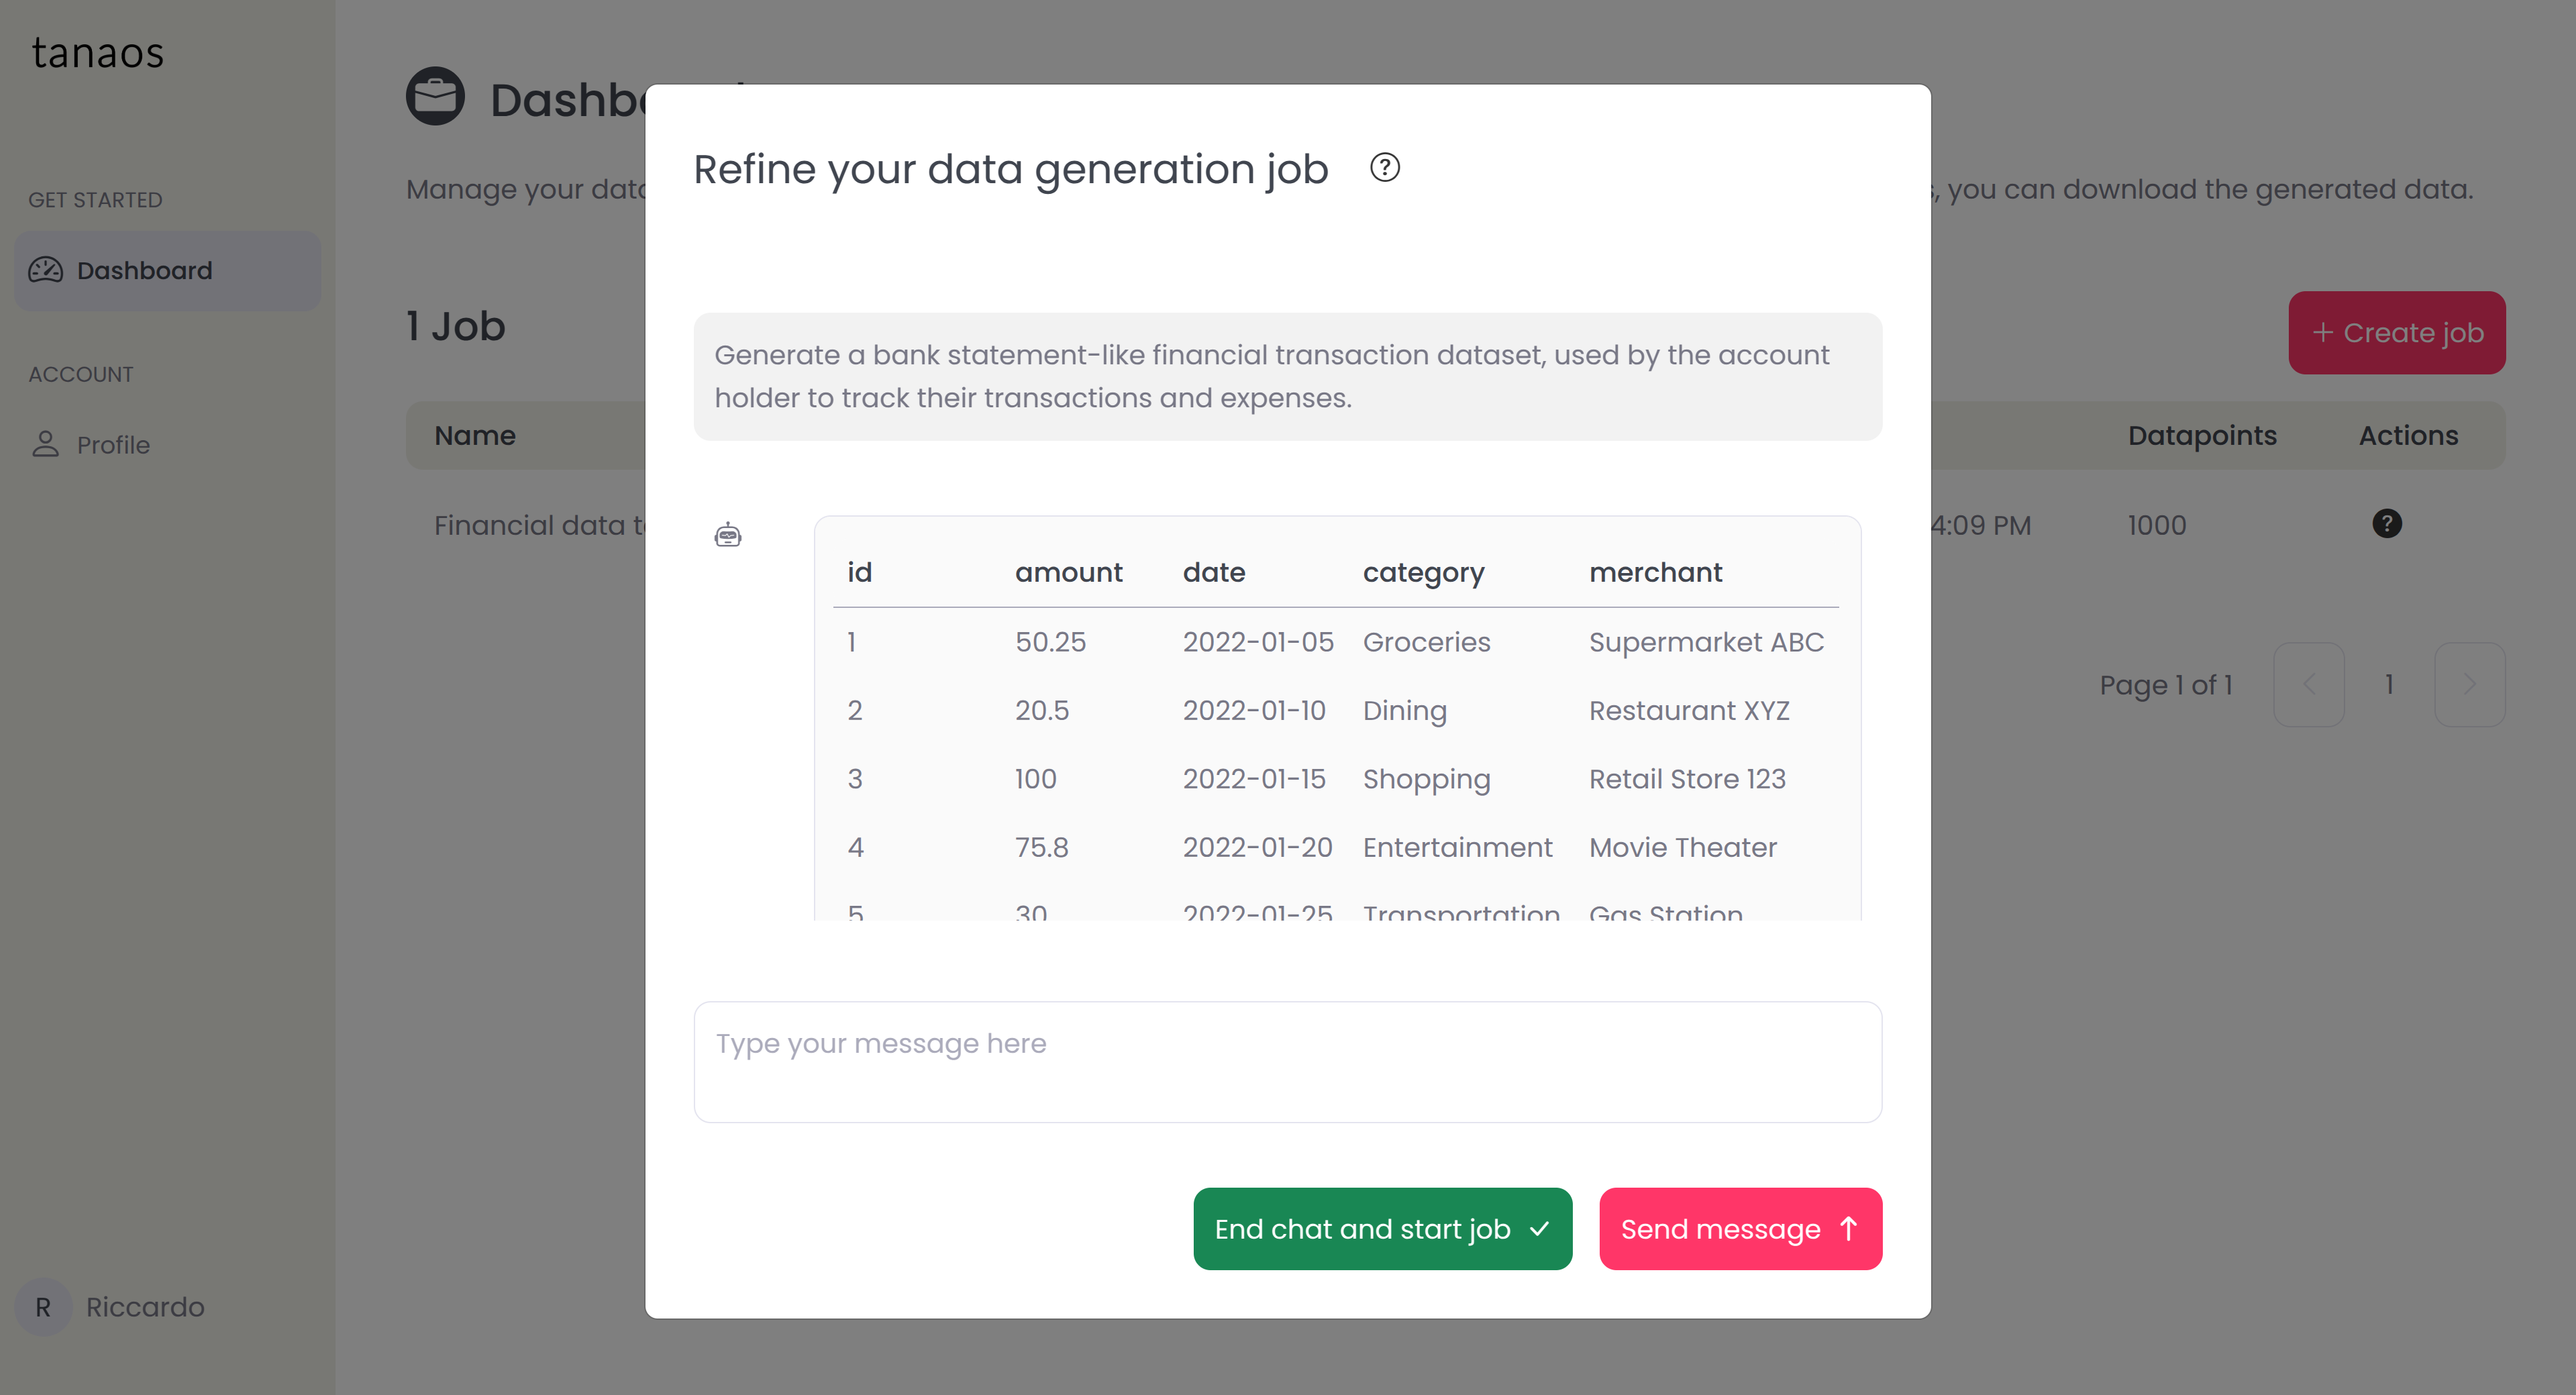 tanaos
GET STARTED
Dashboard
ACCOUNT
Profile
R Riccardo
Manage your
s, you can download the generated data.
1 Job
+ Create job
Name Datapoints Actions
Financial data
4:09 PM 1000 ?
Page 1 of 1 1
Refine your data generation job ?
Generate a bank statement-like financial transaction dataset, used by the account
holder to track their transactions and expenses.
id amount date category merchant
1 50.25 2022-01-05 Groceries Supermarket ABC
2 20.5 2022-01-10 Dining Restaurant XYZ
3 100 2022-01-15 Shopping Retail Store 123
4 75.8 2022-01-20 Entertainment Movie Theater
5 30 2022-01-25 Transportation Gas Station
Type your message here
End chat and start job
Send message